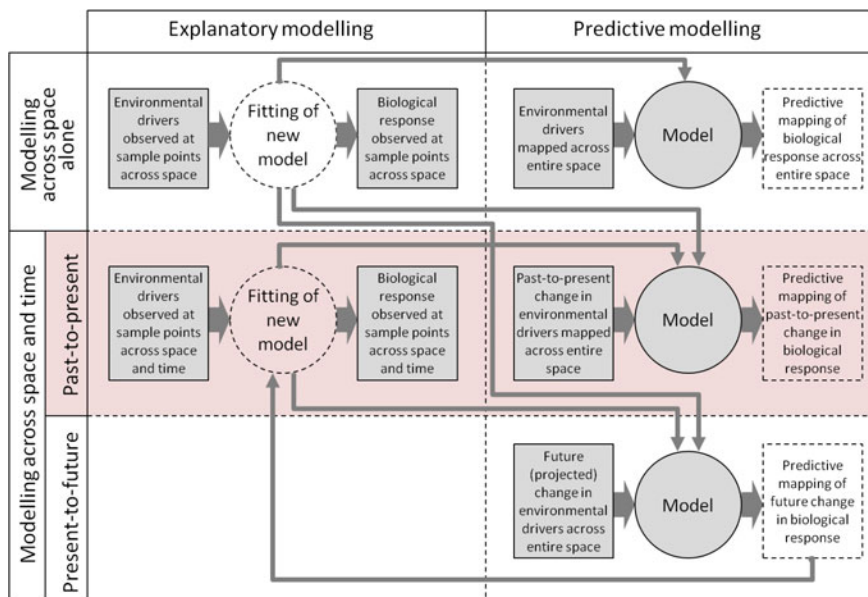 Explanatory modelling
Predictive modelling
Modelling
across space
alone
Environmental
drivers
observed at
sample points
across space
Fitting of
new
model
Biological
response
observed at
sample points
across space
Environmental
drivers
mapped across
entire space
Model
Predictive
mapping of
biological
response across
entire space
Modelling across space and time
Past-to-present
Environmental
drivers
observed at
sample points
across space
and time
Fitting of
new
model
Biological
response
observed at
sample points
across space
and time
Past-to-present
change in
environmental
drivers mapped
across entire
space
Model
Predictive
mapping of
past-to-present
change in
biological
response
Present-to-future
Future
(projected)
change in
environmental
drivers across
entire space
Model
Predictive
mapping of
future change
in biological
response